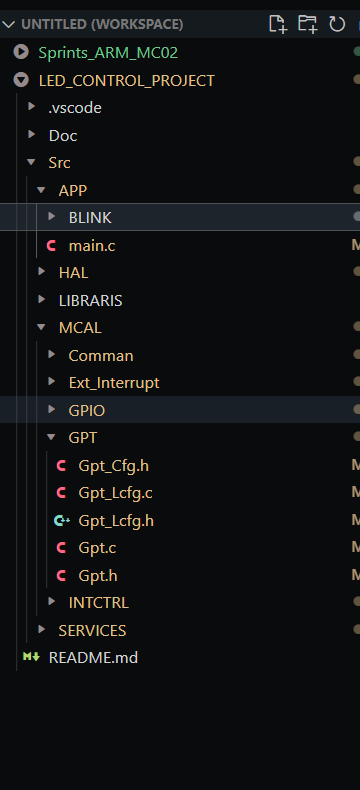 UNTITLED (WORKSPACE)
Sprints_ARM_MC02
LED_CONTROL_PROJECT
.vscode
Doc
Src
APP
BLINK
C main.c M
HAL
LIBRARIS
MCAL
Comman
Ext_Interrupt
GPIO
GPT
C Gpt_Cfg.h M
C Gpt_Lcfg.c M
C++ Gpt_Lcfg.h M
C Gpt.c M
C Gpt.h M
INTCTRL
SERVICES
M README.md